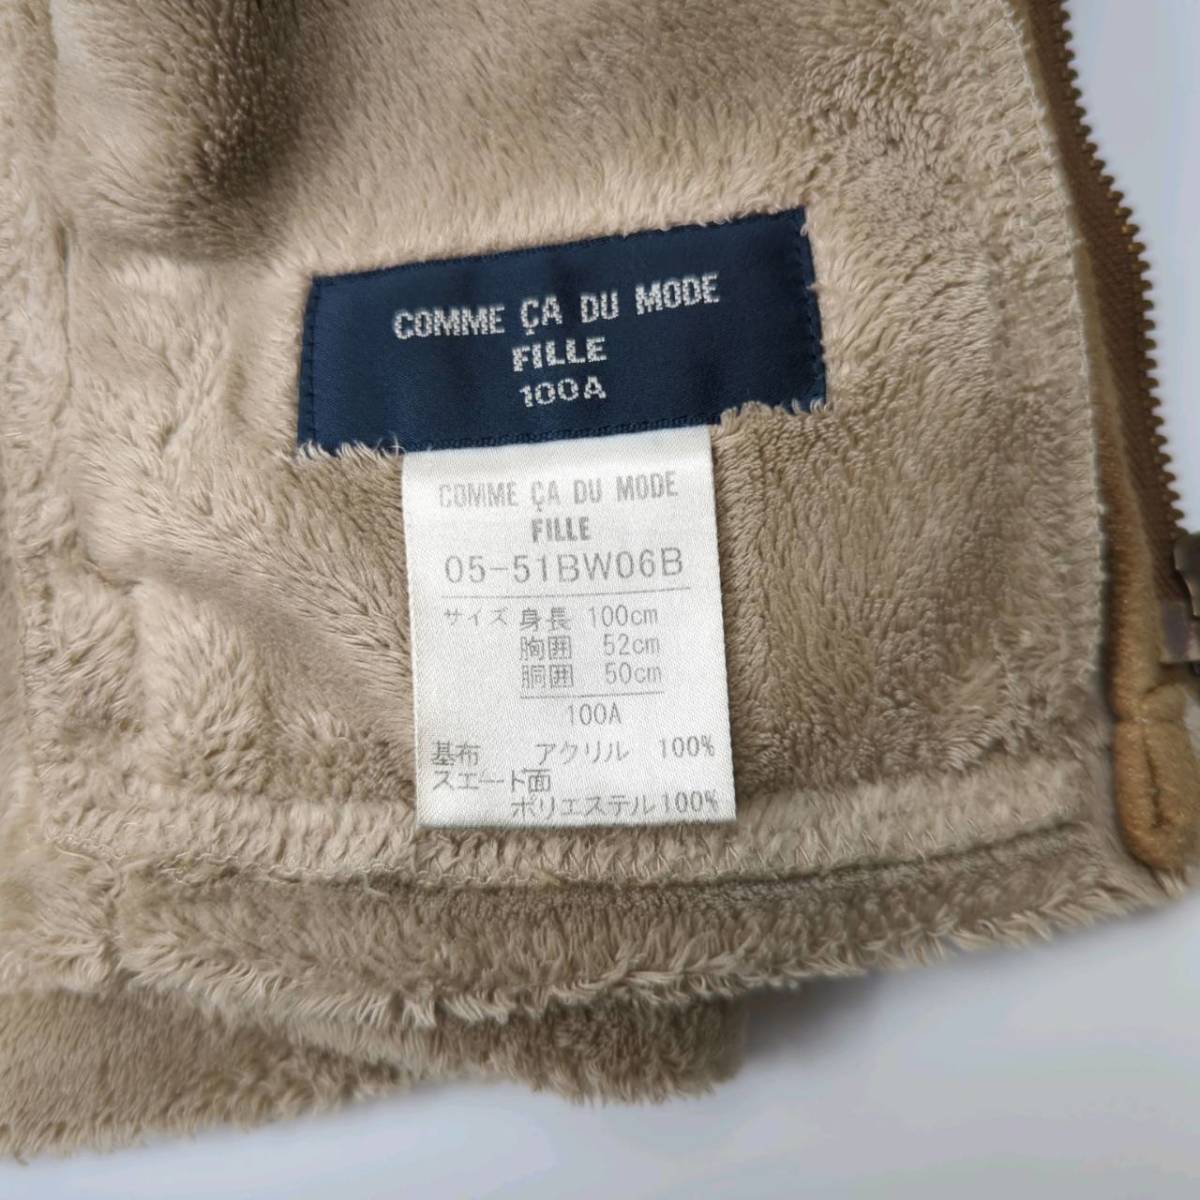 COMME ÇA DU MODE
FILLE
100A
COMME ÇA DU MODE
FILLE
05-51BW06B
サイズ 身長 100cm
胸囲 52cm
胴囲 50cm
100A
基布 アクリル 100%
スエード面
ポリエステル100%